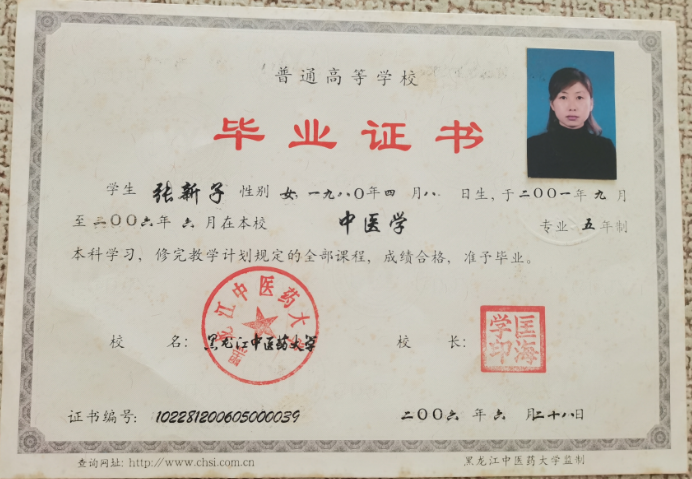 普通高等学校
毕业证书
学生 张新子 性别 女, 一九八〇年四月八日生, 于二〇〇一年九月
至二〇〇六年六月在本校 中医学 专业 五年制
本科学习, 修完教学计划规定的全部课程, 成绩合格, 准予毕业。
黑龙江中医药大学
校 名: 黑龙江中医药大学 校 长:
匡海学印
证书编号: 102281200605000039 二〇〇六年六月二十八日
查询网址: http://www.chsi.com.cn 黑龙江中医药大学监制